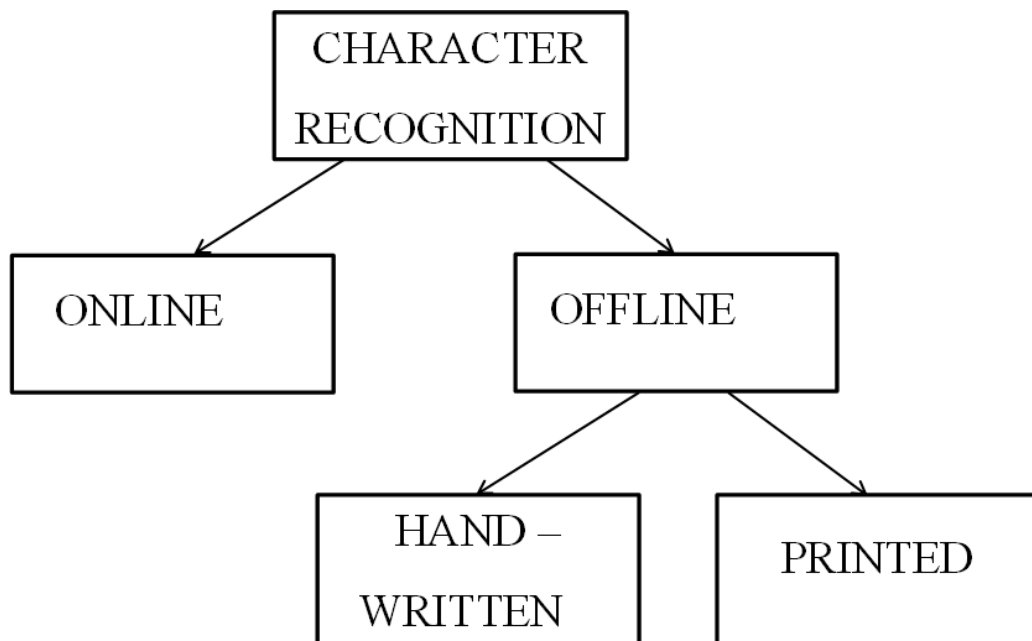 CHARACTER
RECOGNITION
ONLINE
OFFLINE
HAND –
WRITTEN
PRINTED